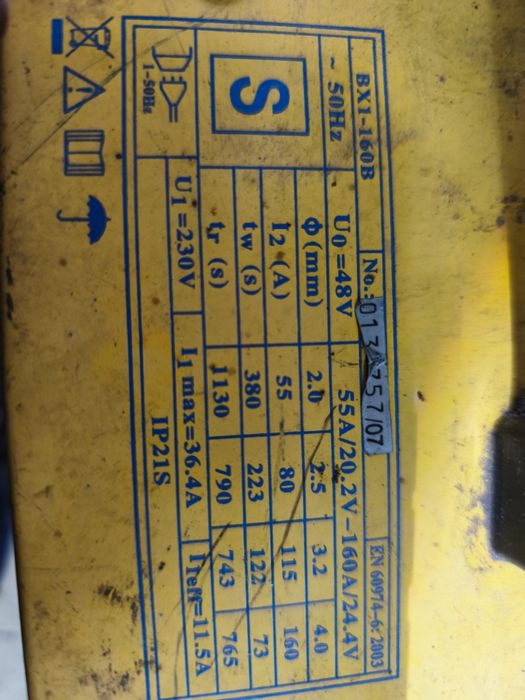 BX1-160B No.: 013757/07 EN 60974-6: 2003
~ 50Hz U0 =48V 55A/20.2V-160A/24.4V
S ϕ (mm) 2.0 2.5 3.2 4.0
I2 (A) 55 80 115 160
tw (s) 380 223 122 73
tr (s) 1130 790 743 765
1~50Hz U1 =230V I1 max=36.4A I1eff=11.5A
IP21S